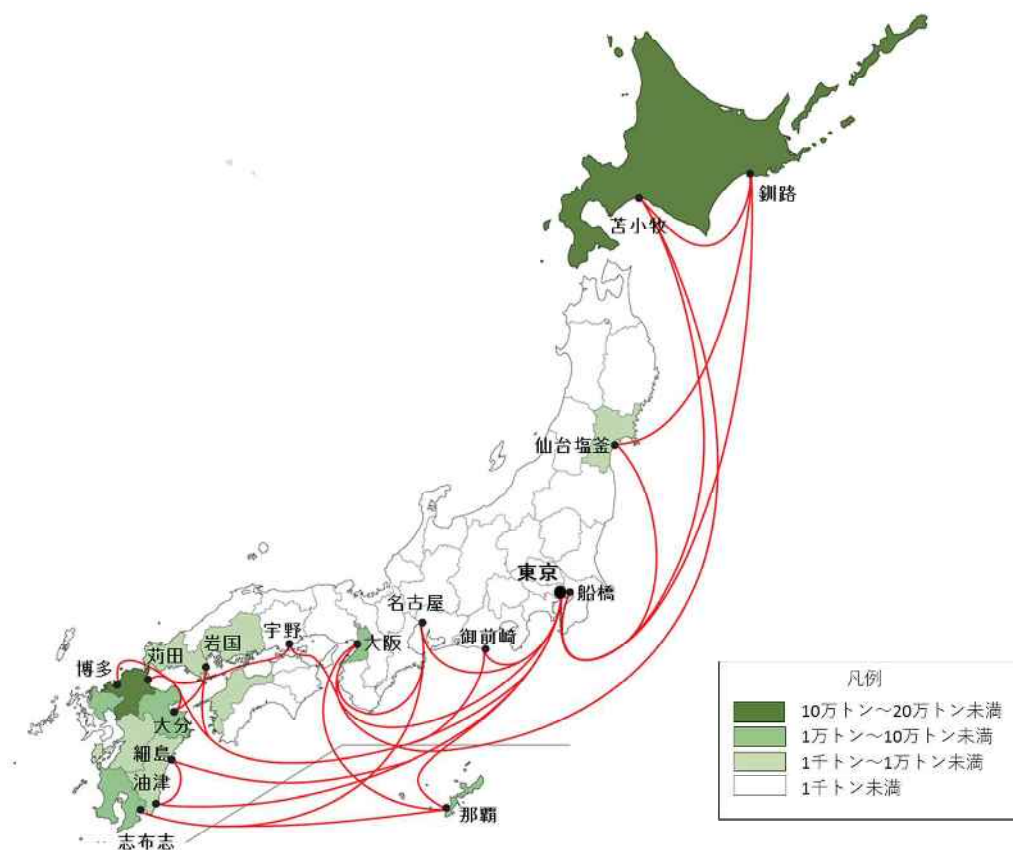 釧路
苫小牧
仙台塩釜
東京
船橋
名古屋
御前崎
宇野
大阪
岩国
苅田
博多
大分
細島
油津
志布志
那覇
凡例
10万トン～20万トン未満
1万トン～10万トン未満
1千トン～1万トン未満
1千トン未満